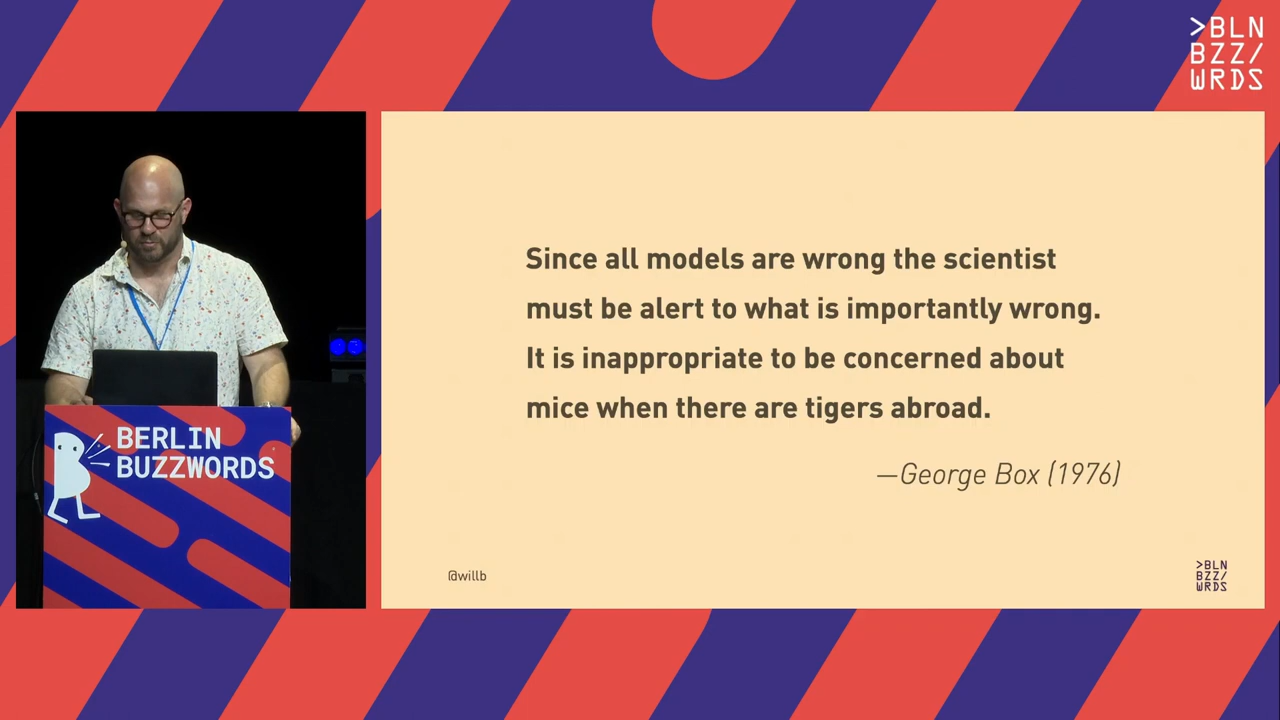 >BLN
BZZ/
WRDS
Since all models are wrong the scientist
must be alert to what is importantly wrong.
It is inappropriate to be concerned about
mice when there are tigers abroad.
—George Box (1976)
@willb
>BLN
BZZ/
WRDS
BERLIN
BUZZWORDS